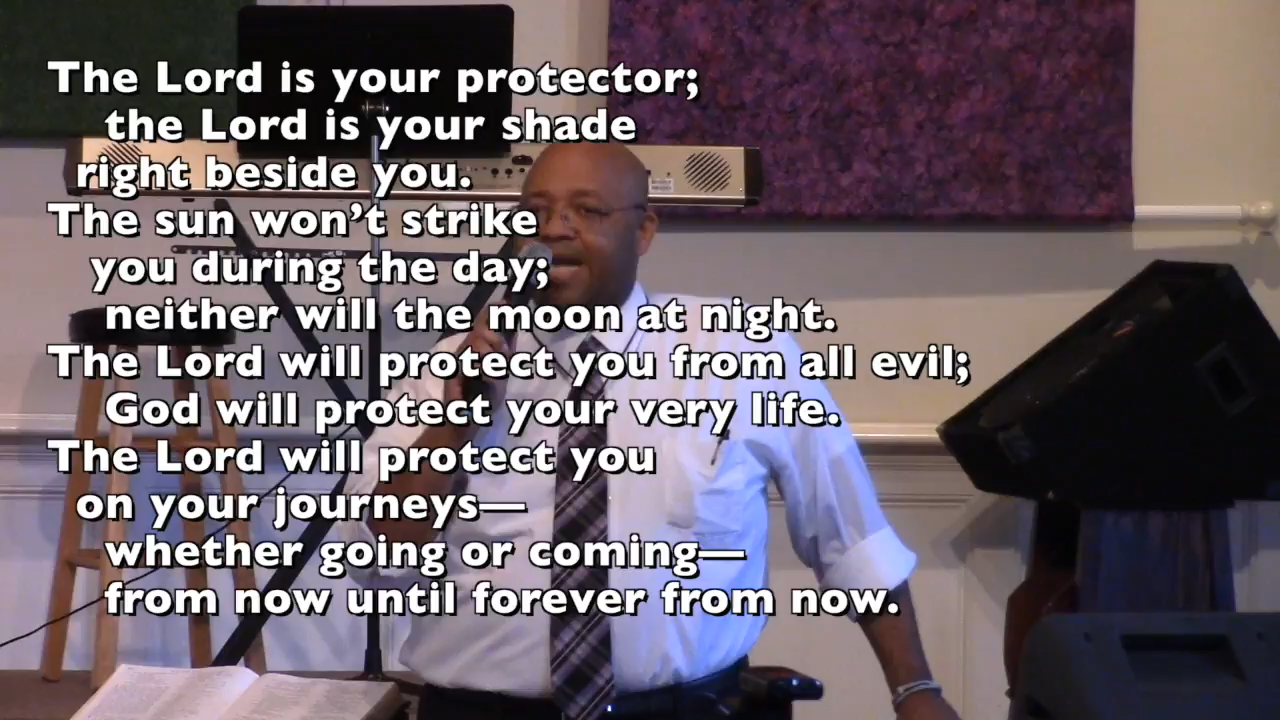 The Lord is your protector;
the Lord is your shade
right beside you.
The sun won’t strike
you during the day;
neither will the moon at night.
The Lord will protect you from all evil;
God will protect your very life.
The Lord will protect you
on your journeys—
whether going or coming—
from now until forever from now.